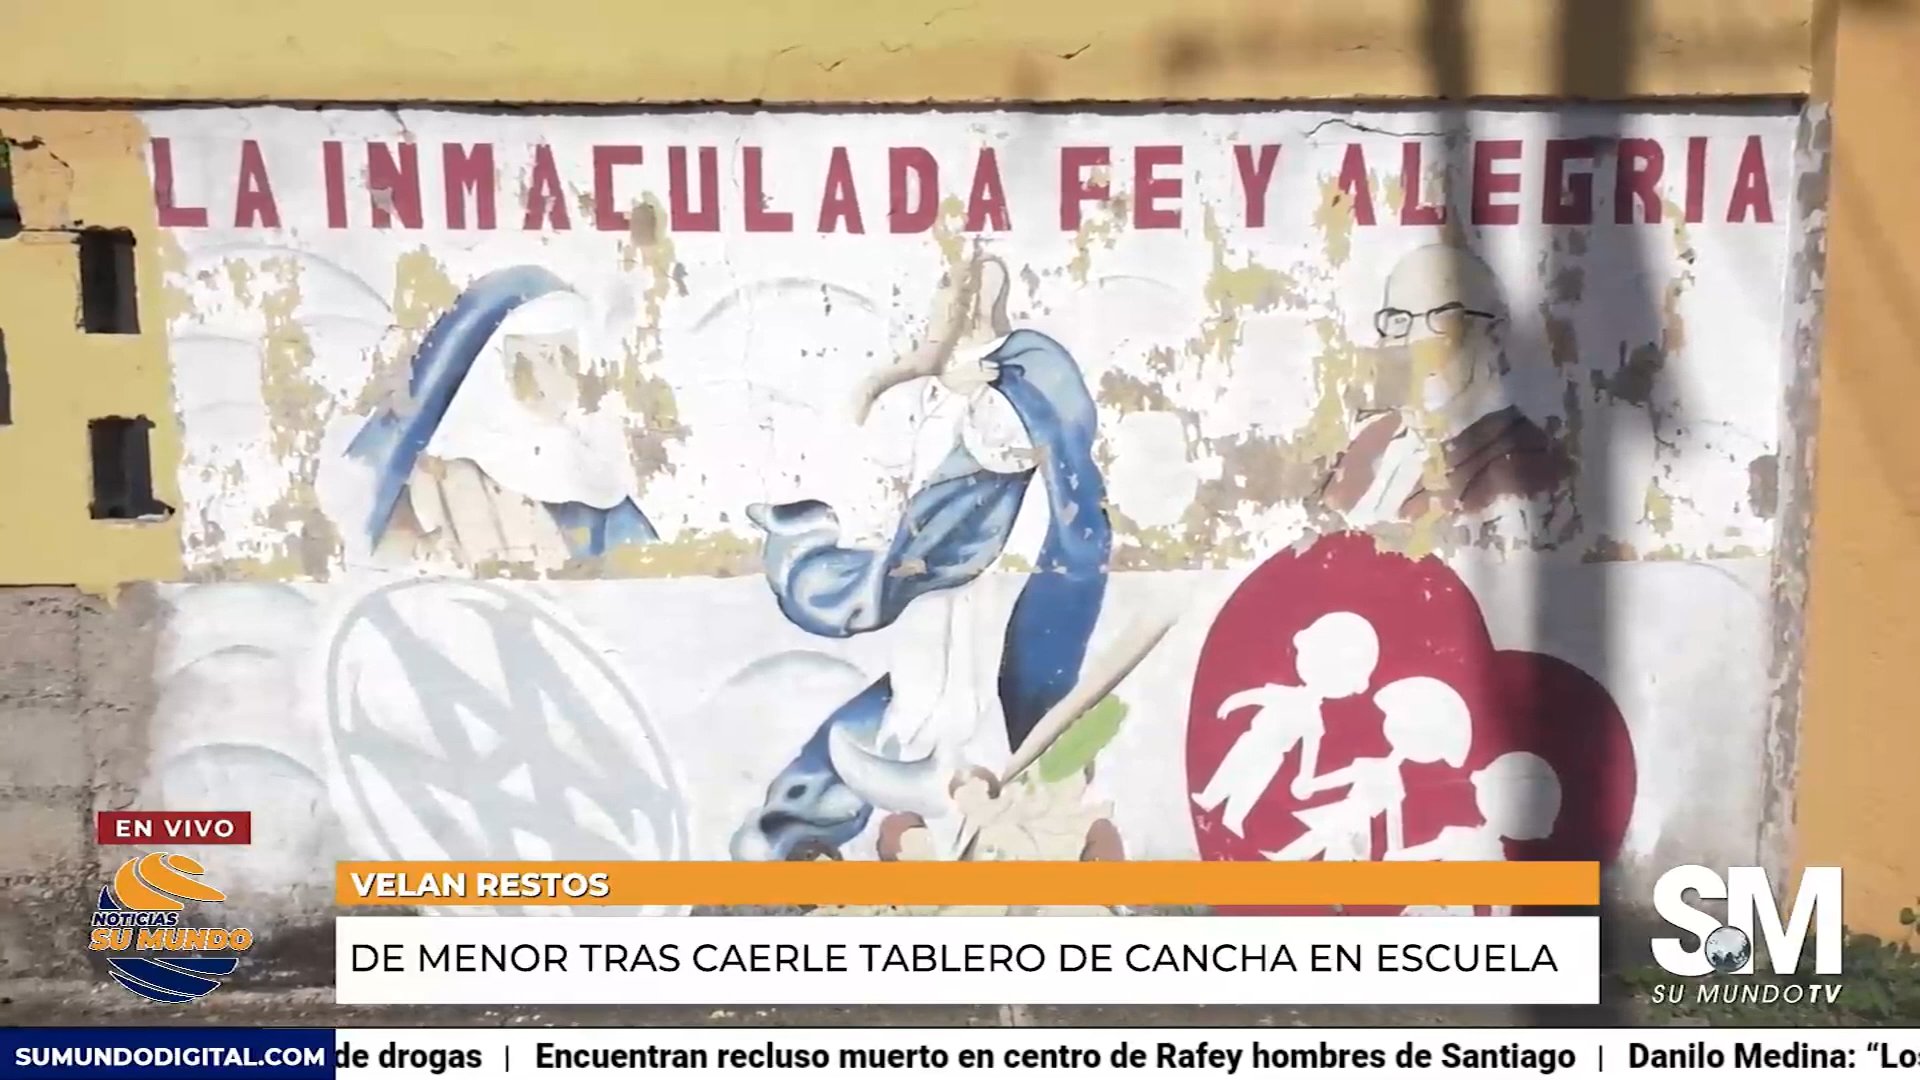 LA INMACULADA FE Y ALEGRIA
EN VIVO
NOTICIAS
SU MUNDO
VELAN RESTOS
DE MENOR TRAS CAERLE TABLERO DE CANCHA EN ESCUELA
SM
SU MUNDO TV
SUMUNDODIGITAL.COM
de drogas | Encuentran recluso muerto en centro de Rafey hombres de Santiago | Danilo Medina: “Lo